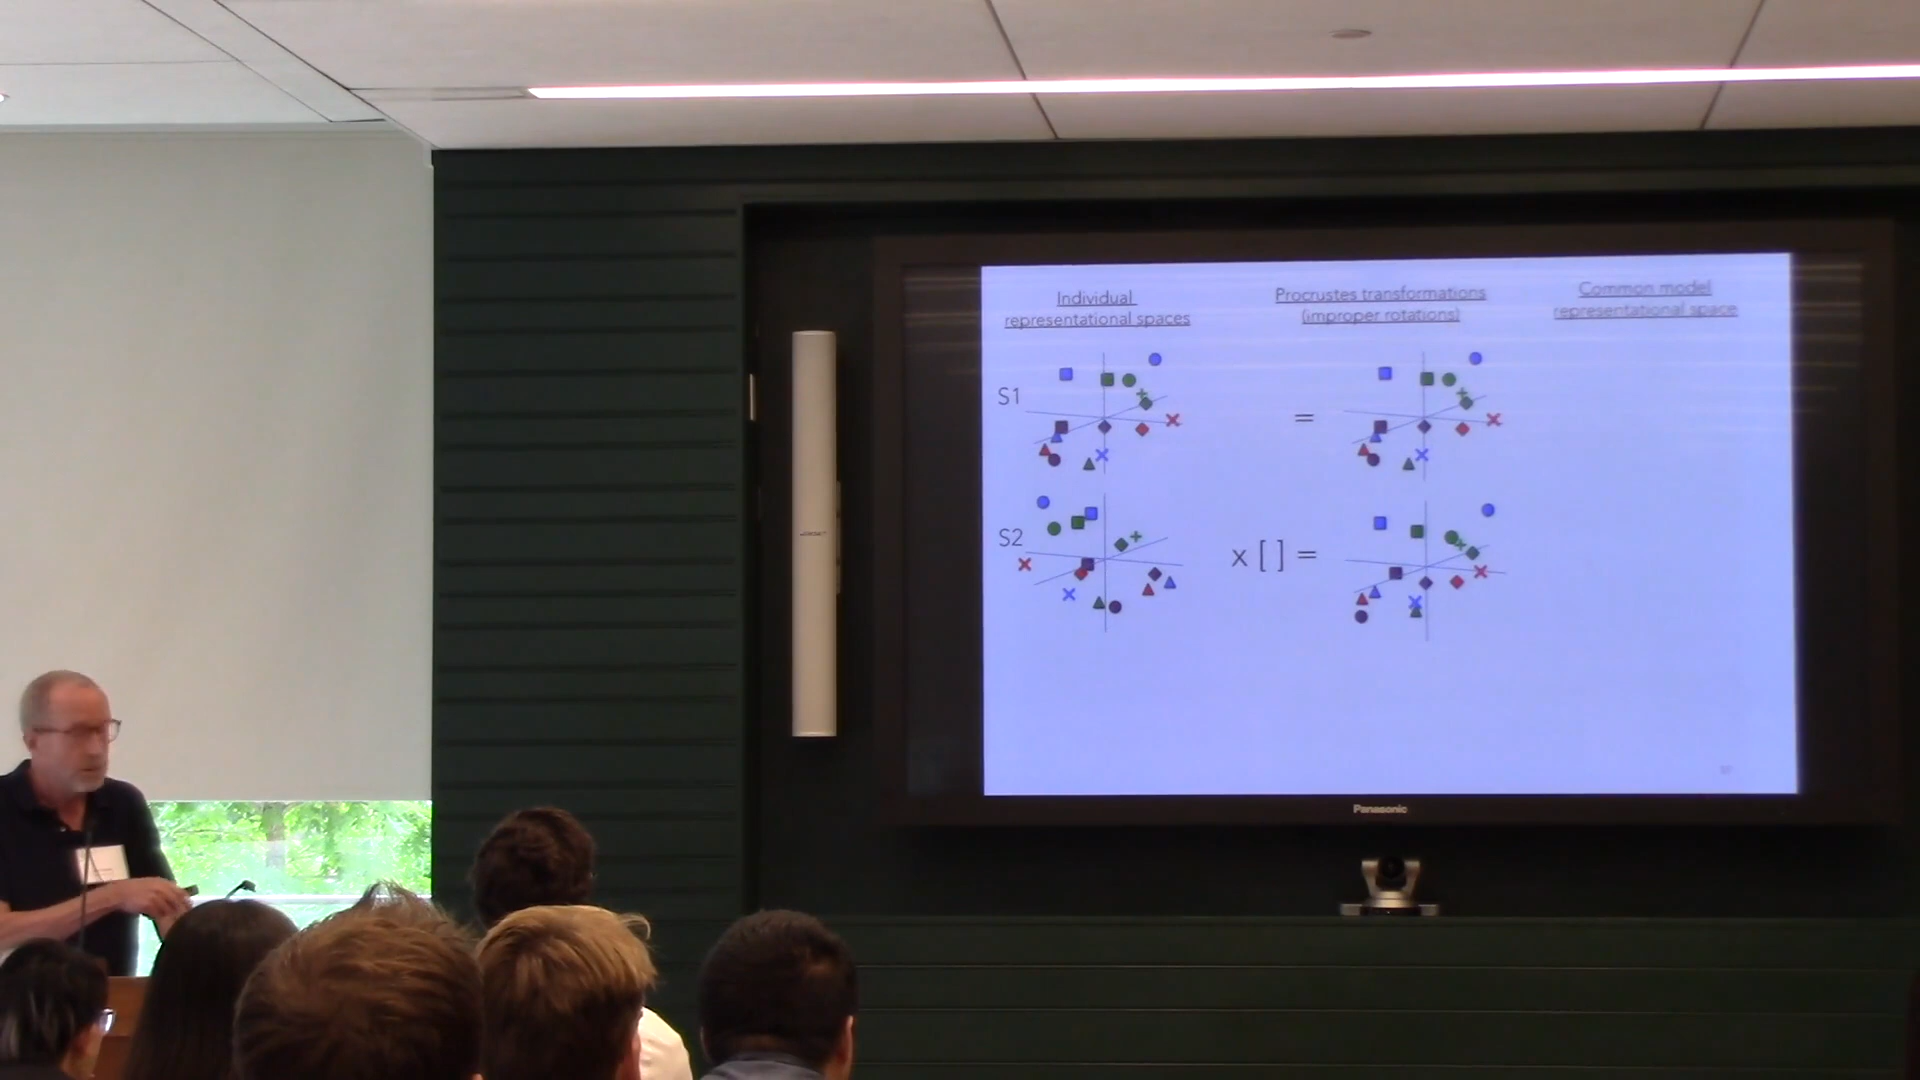 Individual
representational spaces
Procrustes transformations
(improper rotations)
Common model
representational space
S1
=
S2
x [ ] =
Panasonic